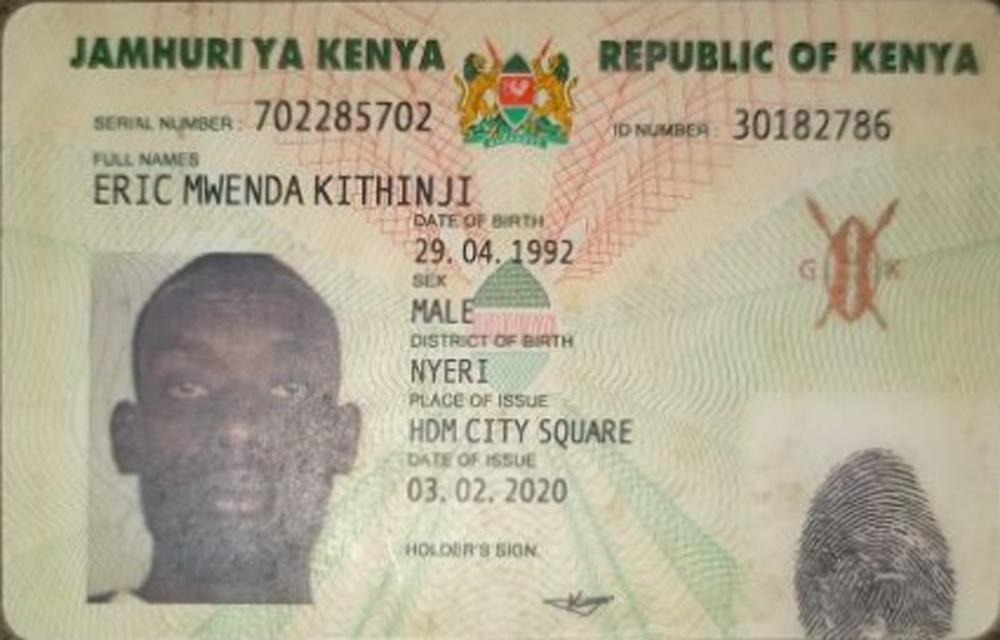 JAMHURI YA KENYA
REPUBLIC OF KENYA
SERIAL NUMBER : 702285702
ID NUMBER : 30182786
FULL NAMES
ERIC MWENDA KITHINJI
DATE OF BIRTH
29. 04. 1992
SEX
MALE
G K
DISTRICT OF BIRTH
NYERI
PLACE OF ISSUE
HDM CITY SQUARE
DATE OF ISSUE
03. 02. 2020
HOLDER'S SIGN.